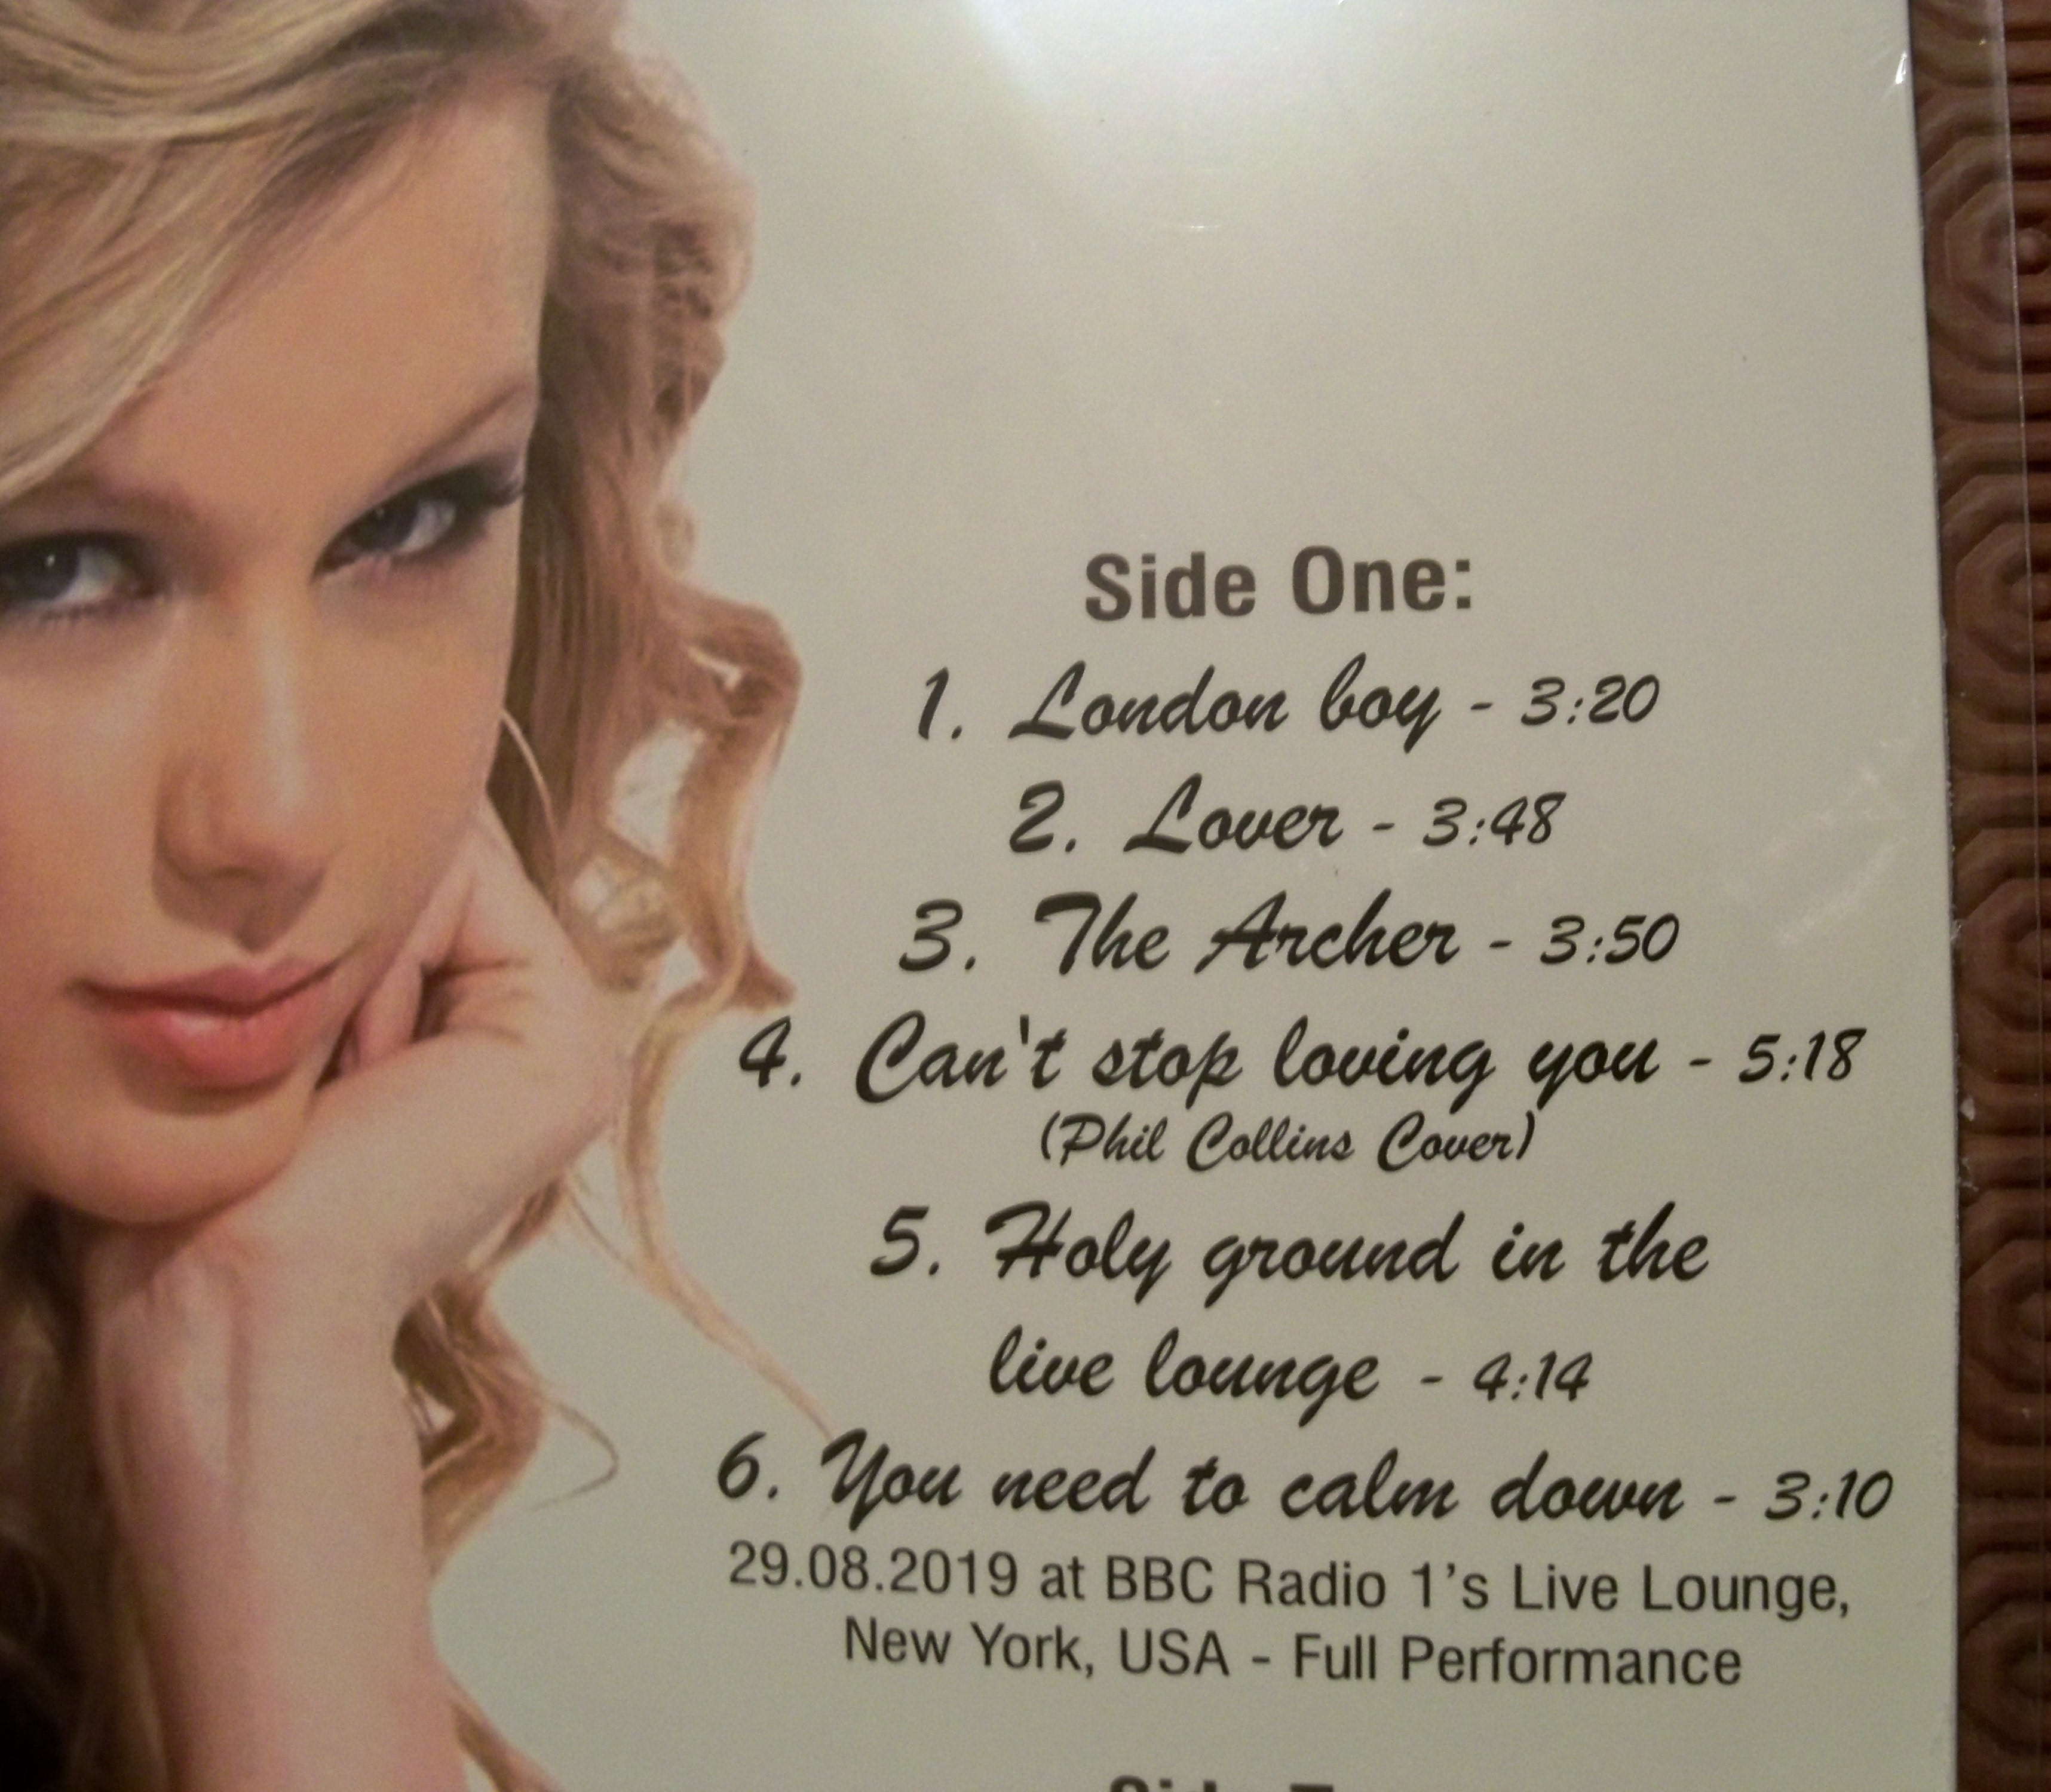 Side One:
1. London boy - 3:20
2. Lover - 3:48
3. The Archer - 3:50
4. Can't stop loving you - 5:18
(Phil Collins Cover)
5. Holy ground in the
live lounge - 4:14
6. You need to calm down - 3:10
29.08.2019 at BBC Radio 1’s Live Lounge,
New York, USA - Full Performance
Side